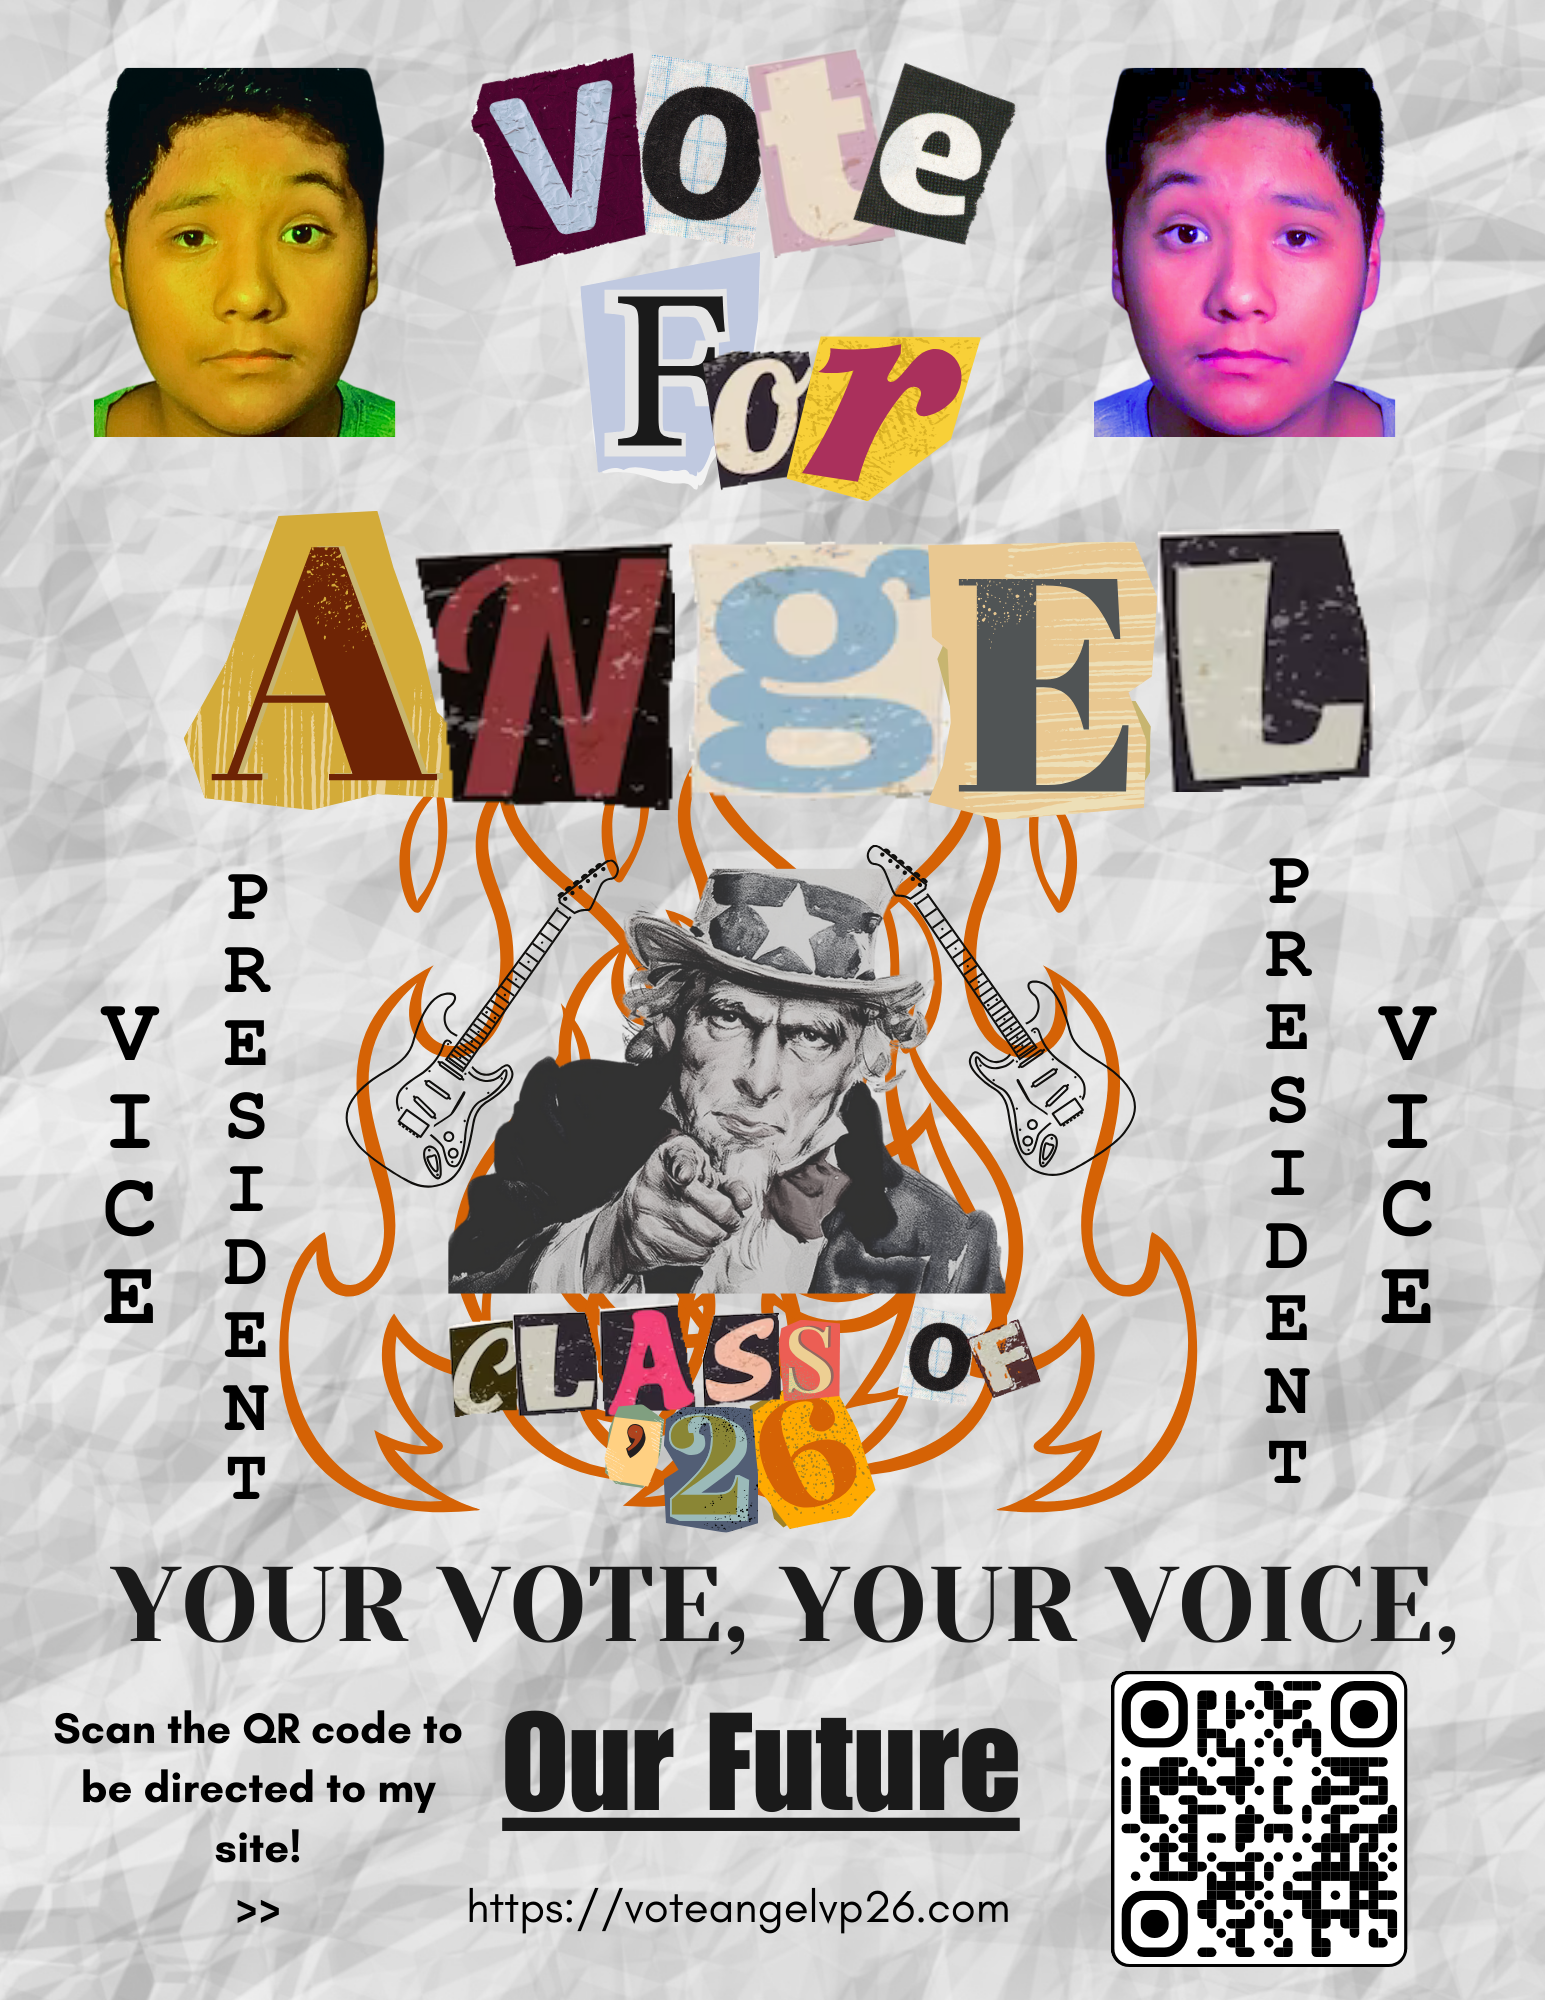 Vote
For
ANgEL
VICE
PRESIDENT
PRESIDENT
VICE
CLASS OF
'26
YOUR VOTE, YOUR VOICE,
Our Future
Scan the QR code to
be directed to my
site!
>>
https://voteangelvp26.com